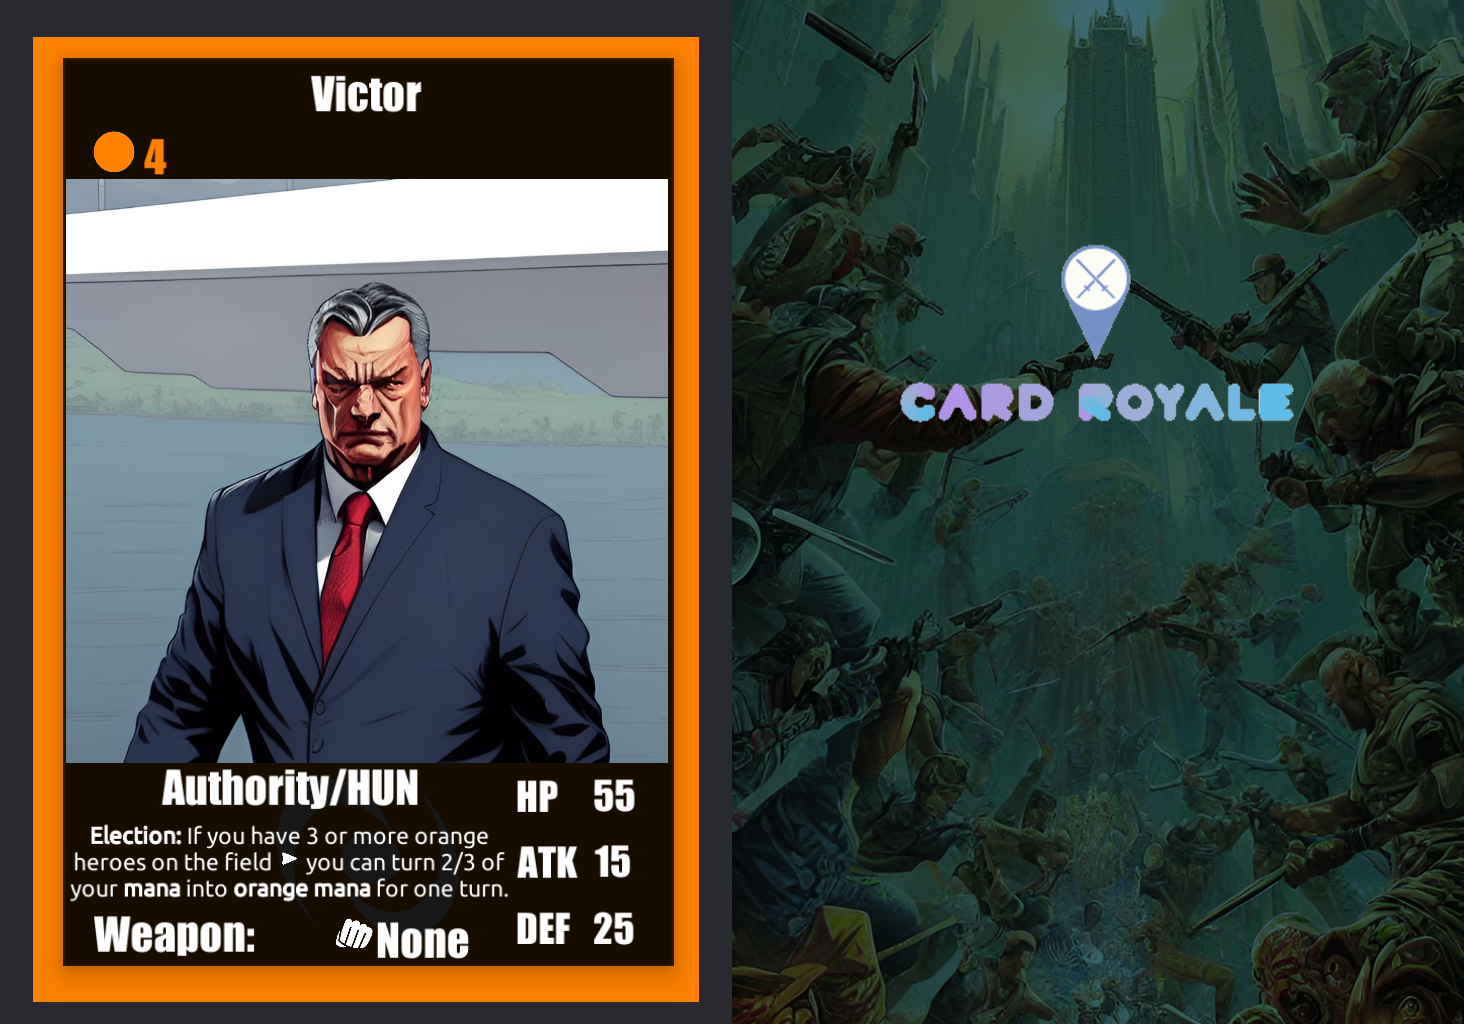 Victor
4
Authority/HUN
Election: If you have 3 or more orange
heroes on the field you can turn 2/3 of
your mana into orange mana for one turn.
Weapon: None
HP 55
ATK 15
DEF 25
CARD ROYALE